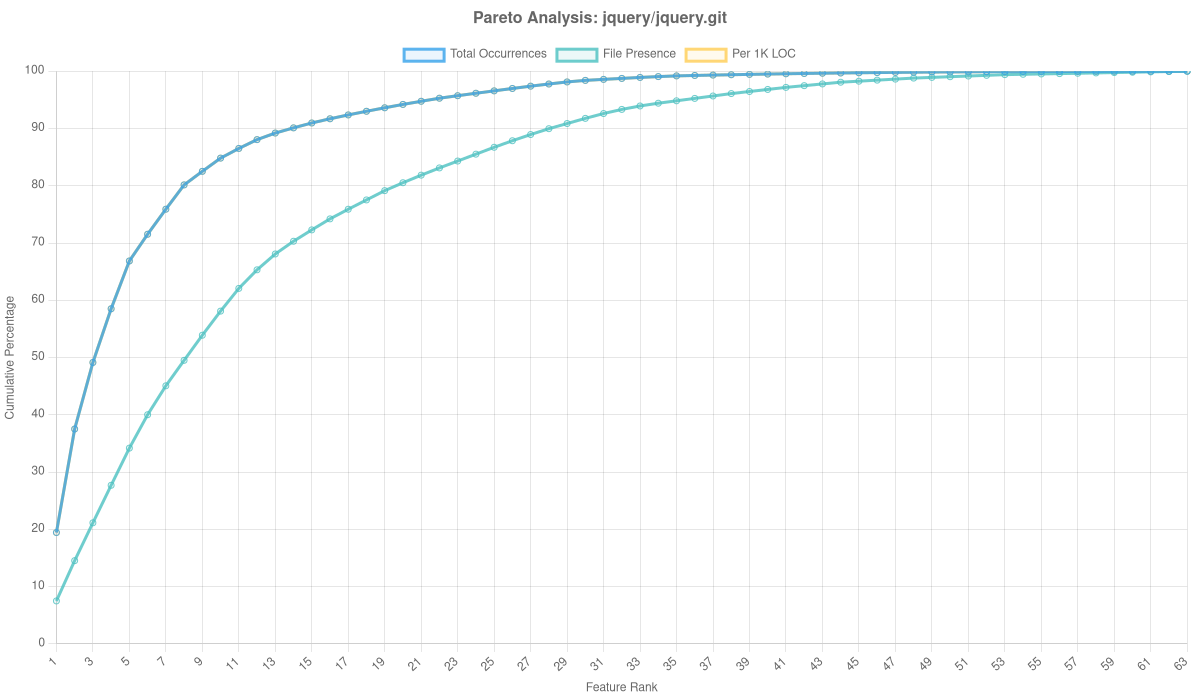 Pareto Analysis: jquery/jquery.git
Total Occurrences File Presence Per 1K LOC
Cumulative Percentage
100
90
80
70
60
50
40
30
20
10
0
1 3 5 7 9 11 13 15 17 19 21 23 25 27 29 31 33 35 37 39 41 43 45 47 49 51 53 55 57 59 61 63
Feature Rank